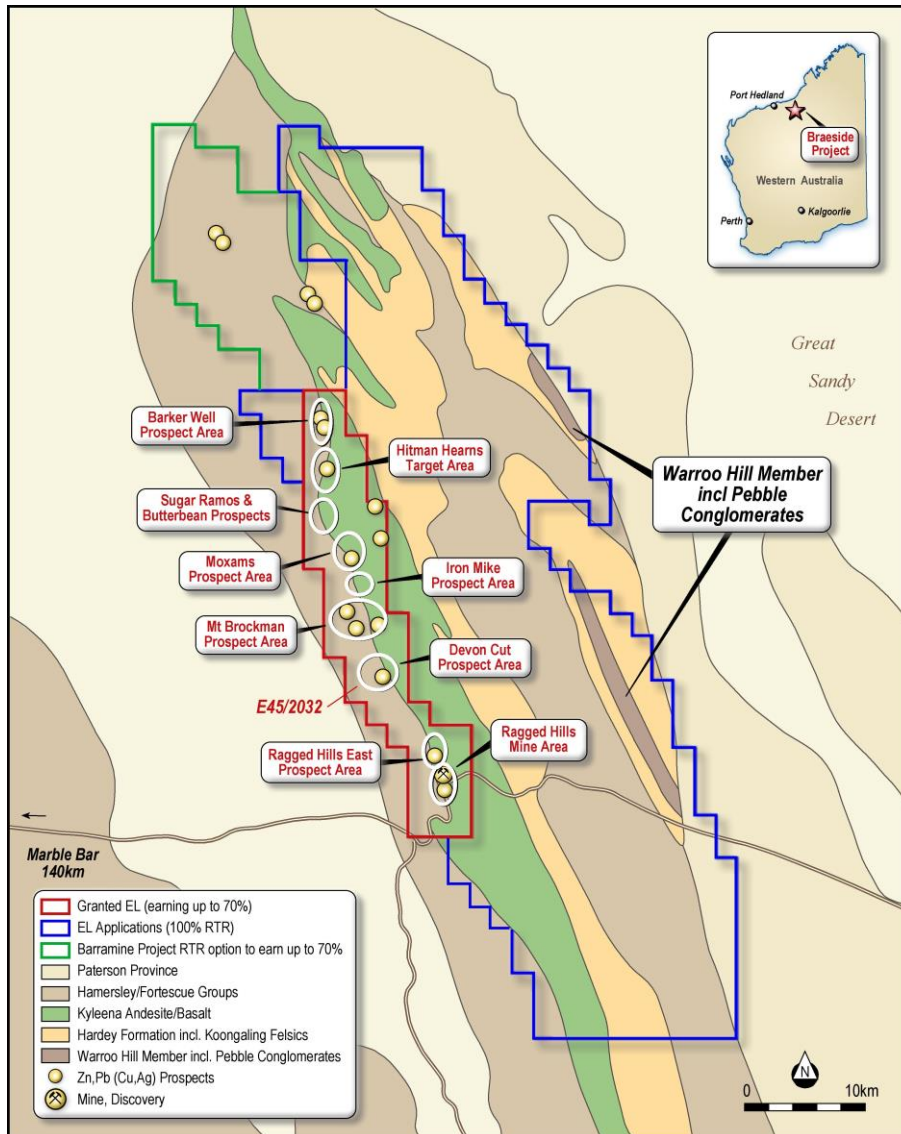 Port Hedland
Braeside
Project
Western Australia
Perth
Kalgoorlie
Great
Sandy
Desert
Barker Well
Prospect Area
Hitman Hearns
Target Area
Warroo Hill Member
incl Pebble
Conglomerates
Sugar Ramos &
Butterbean Prospects
Moxams
Prospect Area
Iron Mike
Prospect Area
Mt Brockman
Prospect Area
Devon Cut
Prospect Area
E45/2032
Ragged Hills East
Prospect Area
Ragged Hills
Mine Area
Marble Bar
140km
Granted EL (earning up to 70%)
EL Applications (100% RTR)
Barramine Project RTR option to earn up to 70%
Paterson Province
Hamersley/Fortescue Groups
Kyleena Andesite/Basalt
Hardey Formation incl. Koongaling Felsics
Warroo Hill Member incl. Pebble Conglomerates
Zn,Pb (Cu,Ag) Prospects
Mine, Discovery
N
0
10km